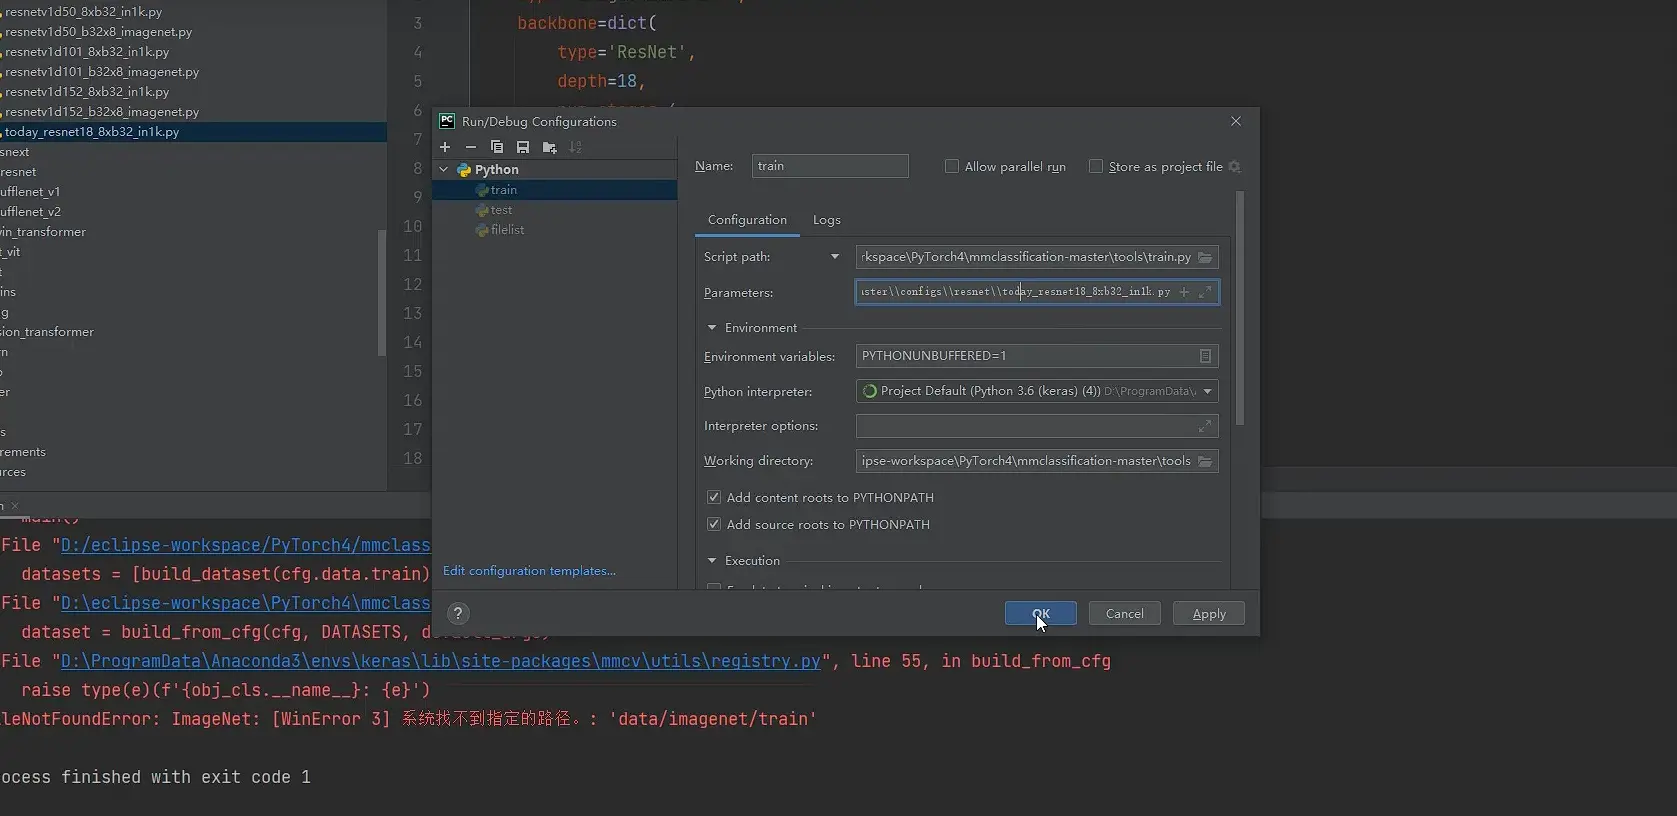 resnetv1d50_8xb32_in1k.py
resnetv1d50_b32x8_imagenet.py
resnetv1d101_8xb32_in1k.py
resnetv1d101_b32x8_imagenet.py
resnetv1d152_8xb32_in1k.py
resnetv1d152_b32x8_imagenet.py
today_resnet18_8xb32_in1k.py
snext
resnet
ufflenet_v1
ufflenet_v2
in_transformer
t_vit
t
ins
g
sion_transformer
rn
er
s
rements
urces
3 backbone=dict(
4 type='ResNet',
5 depth=18,
6
7
8
9
10
11
12
13
14
15
16
17
18
Run/Debug Configurations
Python
train
test
filelist
Edit configuration templates...
Name: train
Allow parallel run
Store as project file
Configuration Logs
Script path: rkspace\PyTorch4\mmclassification-master\tools\train.py
Parameters: aster\\configs\\resnet\\today_resnet18_8xb32_in1k.py
Environment
Environment variables: PYTHONUNBUFFERED=1
Python interpreter: Project Default (Python 3.6 (keras) (4)) D:\ProgramData\
Interpreter options:
Working directory: ipse-workspace\PyTorch4\mmclassification-master\tools
Add content roots to PYTHONPATH
Add source roots to PYTHONPATH
Execution
? OK Cancel Apply
main()
File "D:/eclipse-workspace/PyTorch4/mmclass
datasets = [build_dataset(cfg.data.train)
File "D:\eclipse-workspace\PyTorch4\mmclass
dataset = build_from_cfg(cfg, DATASETS,
File "D:\ProgramData\Anaconda3\envs\keras\lib\site-packages\mmcv\utils\registry.py", line 55, in build_from_cfg
raise type(e)(f'{obj_cls.__name__}: {e}')
leNotFoundError: ImageNet: [WinError 3] 系统找不到指定的路径。: 'data/imagenet/train'
ocess finished with exit code 1